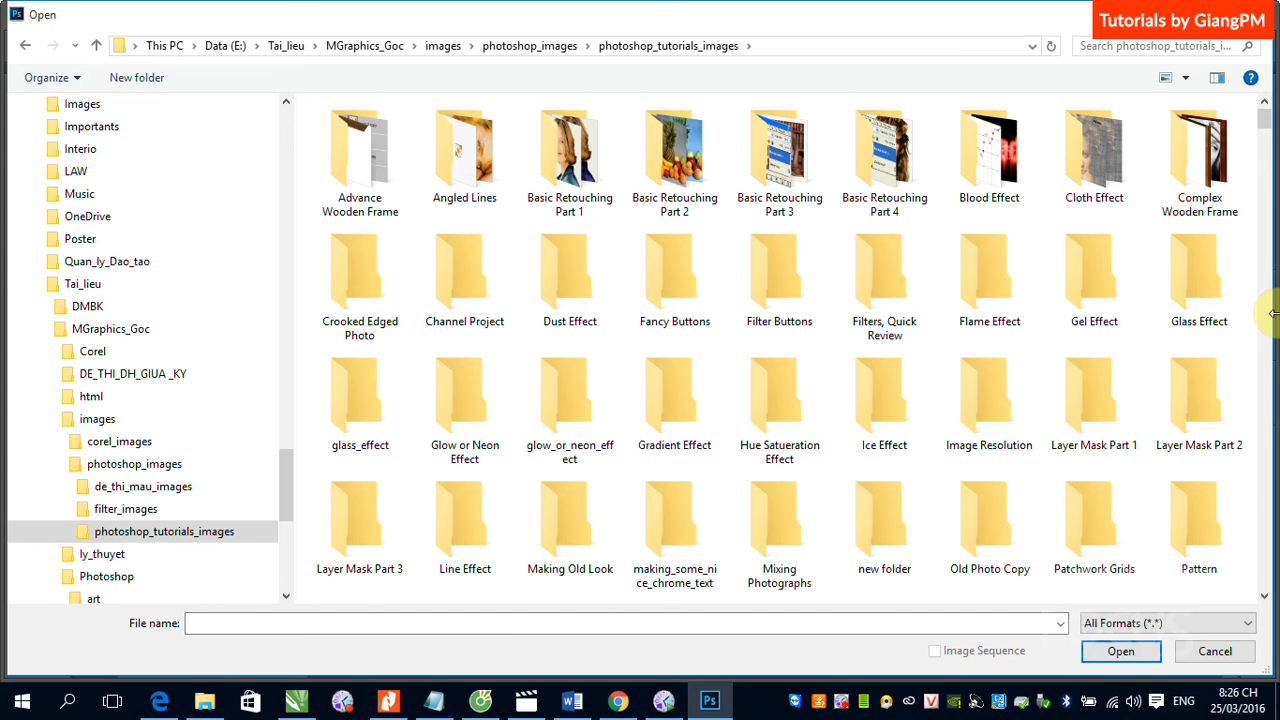 Open
Tutorials by GiangPM
This PC > Data (E:) > Tai_lieu > MGraphics_Goc > images > photoshop_images > photoshop_tutorials_images >
Search photoshop_tutorials_i...
Organize
New folder
Images
Importants
Interio
LAW
Music
OneDrive
Poster
Quan_ly_Dao_tao
Tai_lieu
DMBK
MGraphics_Goc
Corel
DE_THI_DH_GIUA _KY
html
images
corel_images
photoshop_images
de_thi_mau_images
filter_images
photoshop_tutorials_images
ly_thuyet
Photoshop
art
Advance
Wooden Frame
Angled Lines
Basic Retouching
Part 1
Basic Retouching
Part 2
Basic Retouching
Part 3
Basic Retouching
Part 4
Blood Effect
Cloth Effect
Complex
Wooden Frame
Crooked Edged
Photo
Channel Project
Dust Effect
Fancy Buttons
Filter Buttons
Filters, Quick
Review
Flame Effect
Gel Effect
Glass Effect
glass_effect
Glow or Neon
Effect
glow_or_neon_eff
ect
Gradient Effect
Hue Satueration
Effect
Ice Effect
Image Resolution
Layer Mask Part 1
Layer Mask Part 2
Layer Mask Part 3
Line Effect
Making Old Look
making_some_ni
ce_chrome_text
Mixing
Photographs
new folder
Old Photo Copy
Patchwork Grids
Pattern
File name:
All Formats (*.*)
Image Sequence
Open
Cancel
ENG
8:26 CH
25/03/2016